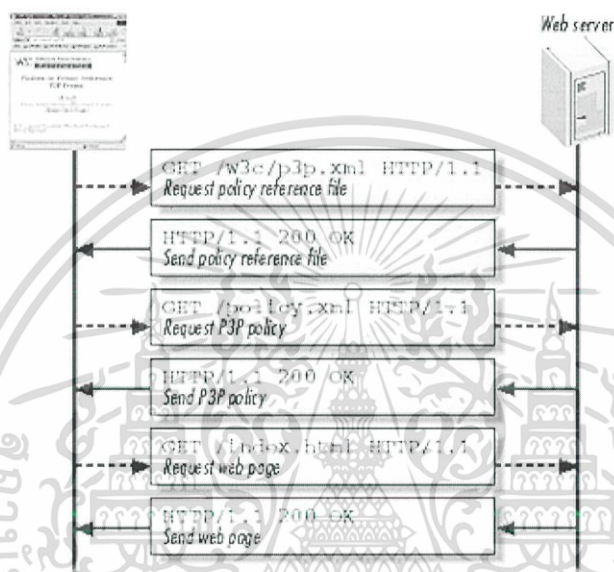 Web server
GET /w3c/p3p.xml HTTP/1.1
Request policy reference file
HTTP/1.1 200 OK
Send policy reference file
GET /policy.xml HTTP/1.1
Request P3P policy
HTTP/1.1 200 OK
Send P3P policy
GET /index.html HTTP/1.1
Request web page
HTTP/1.1 200 OK
Send web page